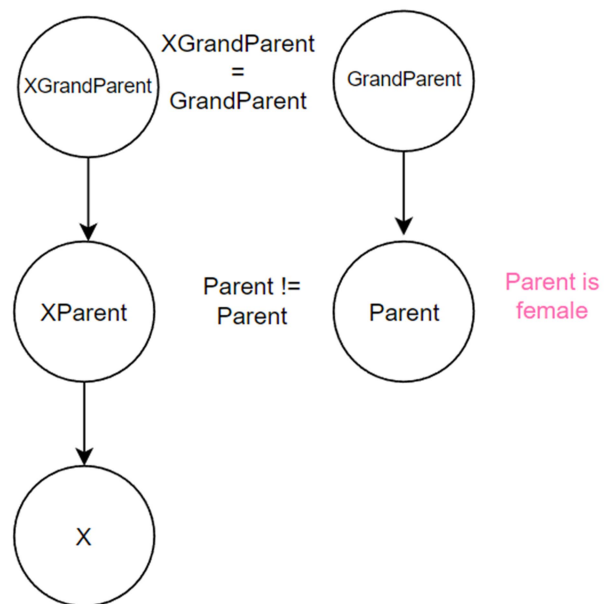 XGrandParent
XGrandParent
=
GrandParent
GrandParent
XParent
Parent !=
Parent
Parent
Parent is
female
X